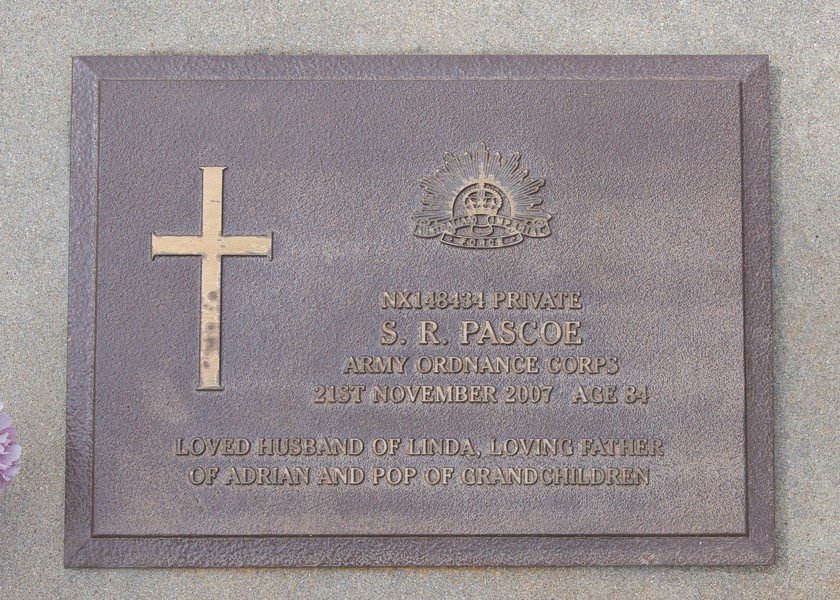 FORCE
NX148434 PRIVATE
S. R. PASCOE
ARMY ORDNANCE CORPS
21ST NOVEMBER 2007 AGE 84
LOVED HUSBAND OF LINDA, LOVING FATHER
OF ADRIAN AND POP OF GRANDCHILDREN